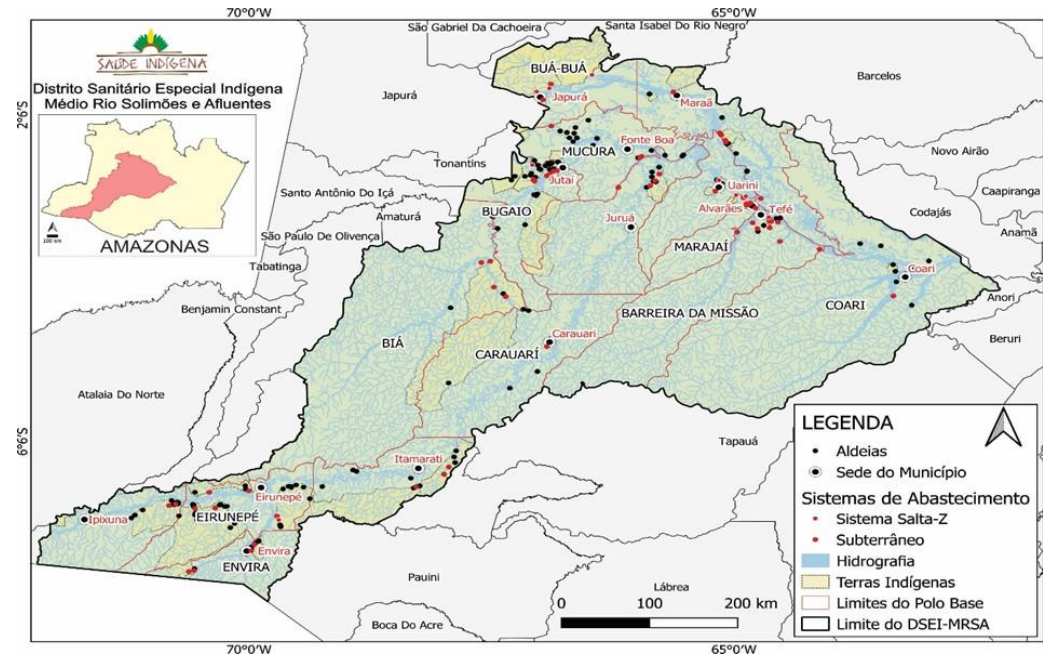 70°0'W
65°0'W
São Gabriel Da Cachoeira
Santa Isabel Do Rio Negro
SAÚDE INDÍGENA
Distrito Sanitário Especial Indígena
Médio Rio Solimões e Afluentes
100 km
AMAZONAS
BUÁ-BUÁ
Barcelos
Japurá
Japurá
Maraã
2°6'S
Fonte Boa
MUCURA
Novo Airão
Tonantins
Jutaí
Uarini
Caapiranga
Santo Antônio Do Içá
Alvarães
Tefé
BUGAIO
Juruá
Codajás
Amaturá
Anamã
São Paulo De Olivença
MARAJAÍ
Tabatinga
Coari
Anori
Benjamin Constant
COARI
BARREIRA DA MISSÃO
Beruri
Carauari
BIÁ
CARAUARÍ
Atalaia Do Norte
Tapauá
6°6'S
Itamarati
Eirunepé
Ipixuna
EIRUNEPÉ
Envira
ENVIRA
Pauini
Lábrea
Boca Do Acre
0 100 200 km
LEGENDA
Aldeias
Sede do Município
Sistemas de Abastecimento
Sistema Salta-Z
Subterrâneo
Hidrografia
Terras Indígenas
Limites do Polo Base
Limite do DSEI-MRSA
70°0'W
65°0'W